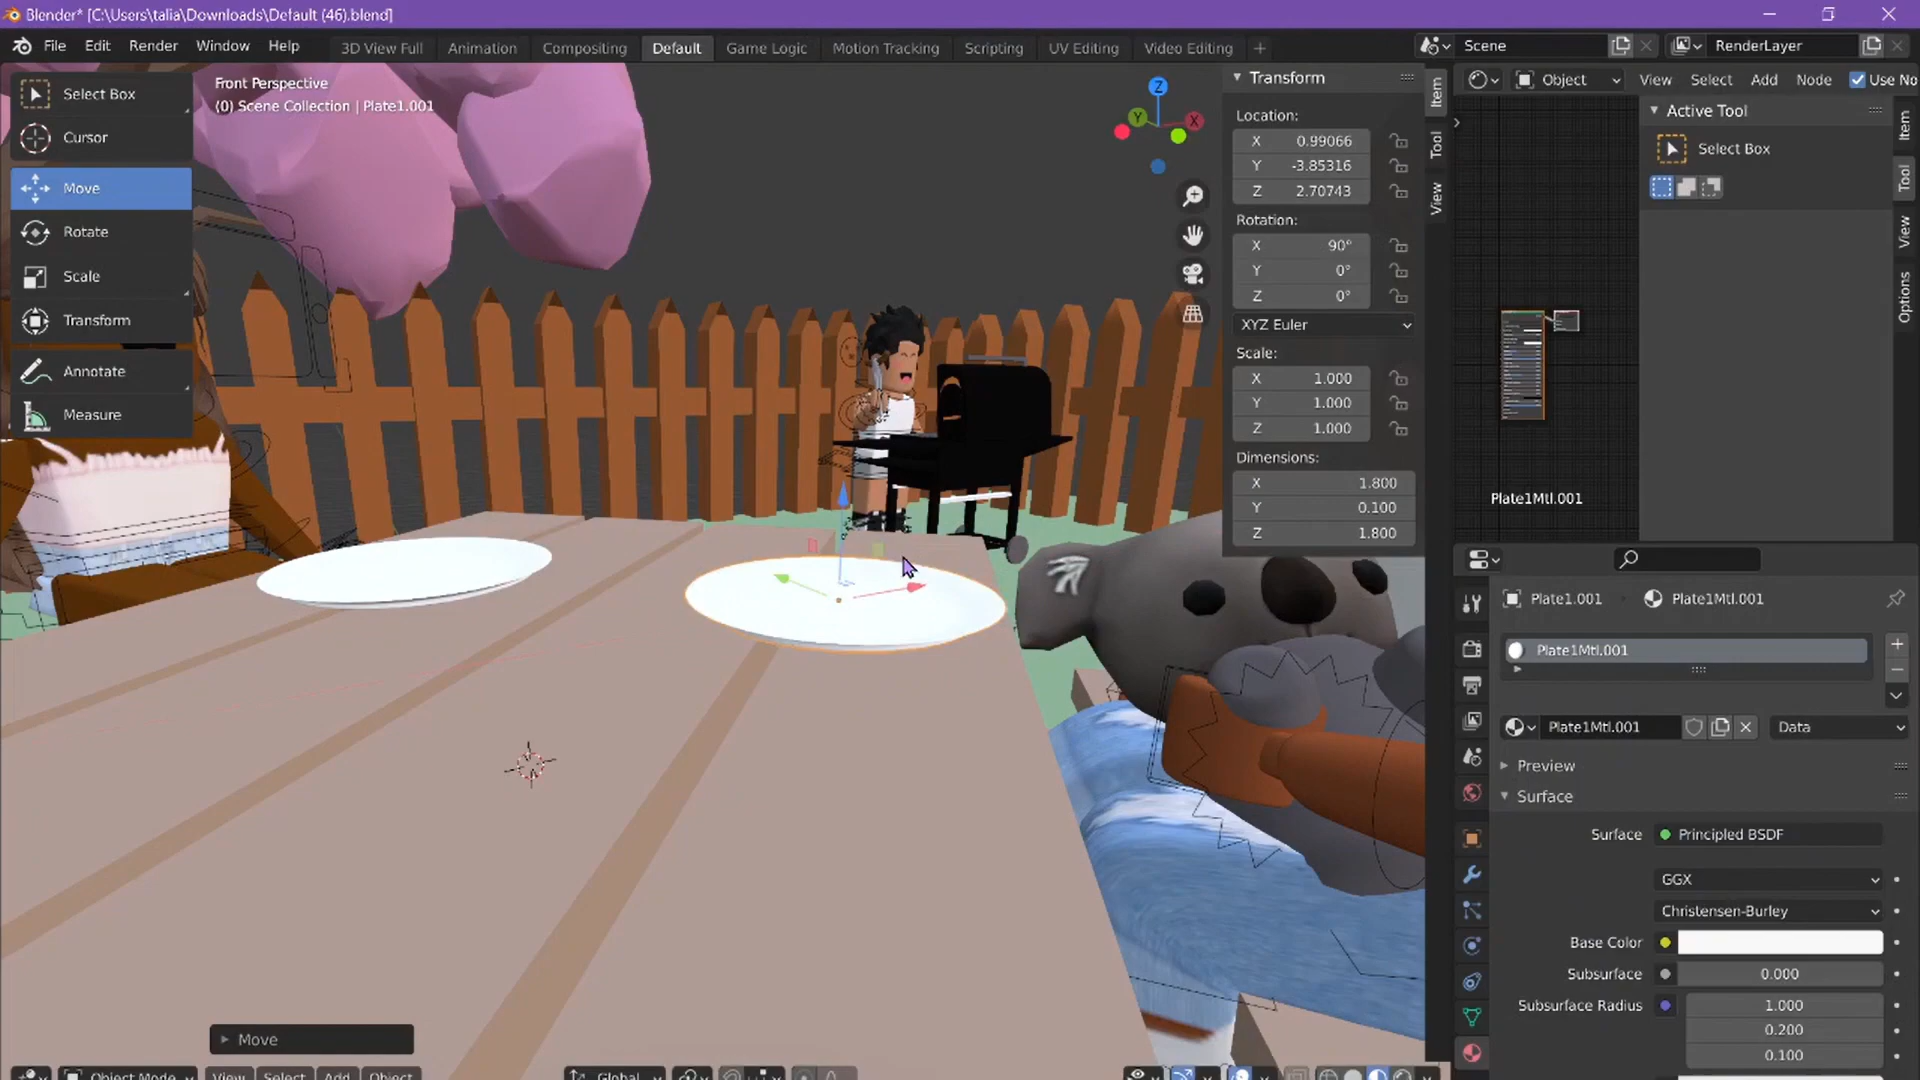 Blender* [C:\Users\talia\Downloads\Default (46).blend]
File Edit Render Window Help 3D View Full Animation Compositing Default Game Logic Motion Tracking Scripting UV Editing Video Editing + Scene RenderLayer
Select Box
Cursor
Move
Rotate
Scale
Transform
Annotate
Measure
Front Perspective
(0) Scene Collection | Plate1.001
Z
Y
X
Transform
Location:
X 0.99066
Y -3.85316
Z 2.70743
Rotation:
X 90°
Y 0°
Z 0°
XYZ Euler
Scale:
X 1.000
Y 1.000
Z 1.000
Dimensions:
X 1.800
Y 0.100
Z 1.800
Item
Tool
View
Object View Select Add Node Use No
Active Tool
Select Box
Item
Tool
View
Options
Plate1Mtl.001
Plate1.001 Plate1Mtl.001
Plate1Mtl.001
Plate1Mtl.001 Data
Preview
Surface
Surface Principled BSDF
GGX
Christensen-Burley
Base Color
Subsurface 0.000
Subsurface Radius 1.000
0.200
0.100
Move
Object Mode View Select Add Object Global